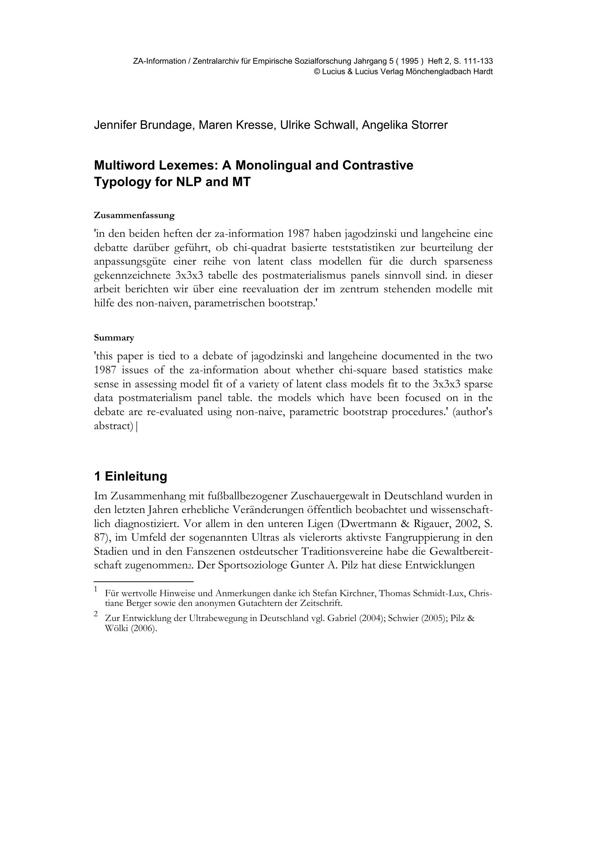 ZA-Information / Zentralarchiv für Empirische Sozialforschung Jahrgang 5 ( 1995 ) Heft 2, S. 111-133
© Lucius & Lucius Verlag Mönchengladbach Hardt
Jennifer Brundage, Maren Kresse, Ulrike Schwall, Angelika Storrer
Multiword Lexemes: A Monolingual and Contrastive
Typology for NLP and MT
Zusammenfassung
'in den beiden heften der za-information 1987 haben jagodzinski und langeheine eine
debatte darüber geführt, ob chi-quadrat basierte teststatistiken zur beurteilung der
anpassungsgüte einer reihe von latent class modellen für die durch sparseness
gekennzeichnete 3x3x3 tabelle des postmaterialismus panels sinnvoll sind. in dieser
arbeit berichten wir über eine reevaluation der im zentrum stehenden modelle mit
hilfe des non-naiven, parametrischen bootstrap.'
Summary
'this paper is tied to a debate of jagodzinski and langeheine documented in the two
1987 issues of the za-information about whether chi-square based statistics make
sense in assessing model fit of a variety of latent class models fit to the 3x3x3 sparse
data postmaterialism panel table. the models which have been focused on in the
debate are re-evaluated using non-naive, parametric bootstrap procedures.' (author's
abstract)|
1 Einleitung
Im Zusammenhang mit fußballbezogener Zuschauergewalt in Deutschland wurden in
den letzten Jahren erhebliche Veränderungen öffentlich beobachtet und wissenschaft-
lich diagnostiziert. Vor allem in den unteren Ligen (Dwertmann & Rigauer, 2002, S.
87), im Umfeld der sogenannten Ultras als vielerorts aktivste Fangruppierung in den
Stadien und in den Fanszenen ostdeutscher Traditionsvereine habe die Gewaltbereit-
schaft zugenommen2. Der Sportsoziologe Gunter A. Pilz hat diese Entwicklungen
1 Für wertvolle Hinweise und Anmerkungen danke ich Stefan Kirchner, Thomas Schmidt-Lux, Chris-
tiane Berger sowie den anonymen Gutachtern der Zeitschrift.
2 Zur Entwicklung der Ultrabewegung in Deutschland vgl. Gabriel (2004); Schwier (2005); Pilz &
Wölki (2006).